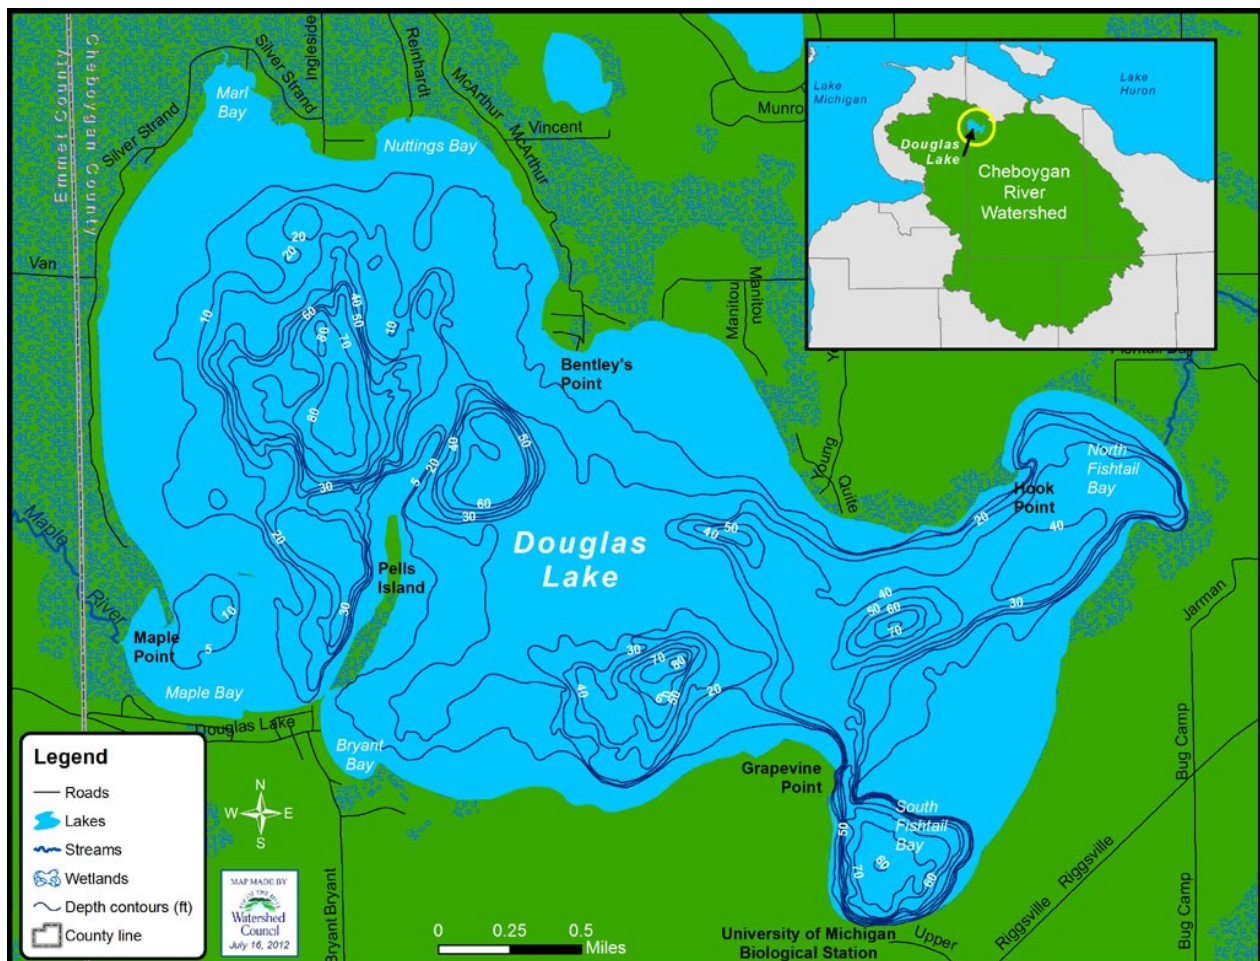 Emmet County
Cheboygan County
Silver Strand
Silver Strand
Ingleside
Reinhardt
McArthur
McArthur
Vincent
Munro
Marl
Bay
Nuttings Bay
Van
Lake
Michigan
Lake
Huron
Douglas
Lake
Cheboygan
River
Watershed
Manitou
Manitou
Bentley's
Point
Young
Quite
North
Fishtail
Bay
Hook
Point
Douglas
Lake
Pells
Island
Maple
River
Maple
Point
Maple Bay
Douglas Lake
Bryant
Bay
Grapevine
Point
South
Fishtail
Bay
Jarman
Bug Camp
Bug Camp
Riggsville
Riggsville
Upper
Bryant
Bryant
University of Michigan
Biological Station
20
20
10
60
40
50
80
70
10
80
30
40
50
20
5
60
30
20
30
10
5
50
40
20
40
30
40
50
60
70
30
70
80
40
20
50
70
60
60
Legend
Roads
Lakes
Streams
Wetlands
Depth contours (ft)
County line
N
W
E
S
MAP MADE BY
Watershed
Council
July 16, 2012
0
0.25
0.5
Miles